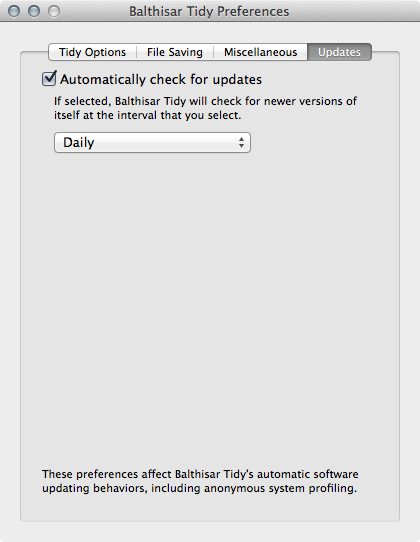 Balthisar Tidy Preferences
Tidy Options
File Saving
Miscellaneous
Updates
Automatically check for updates
If selected, Balthisar Tidy will check for newer versions of
itself at the interval that you select.
Daily
These preferences affect Balthisar Tidy's automatic software
updating behaviors, including anonymous system profiling.